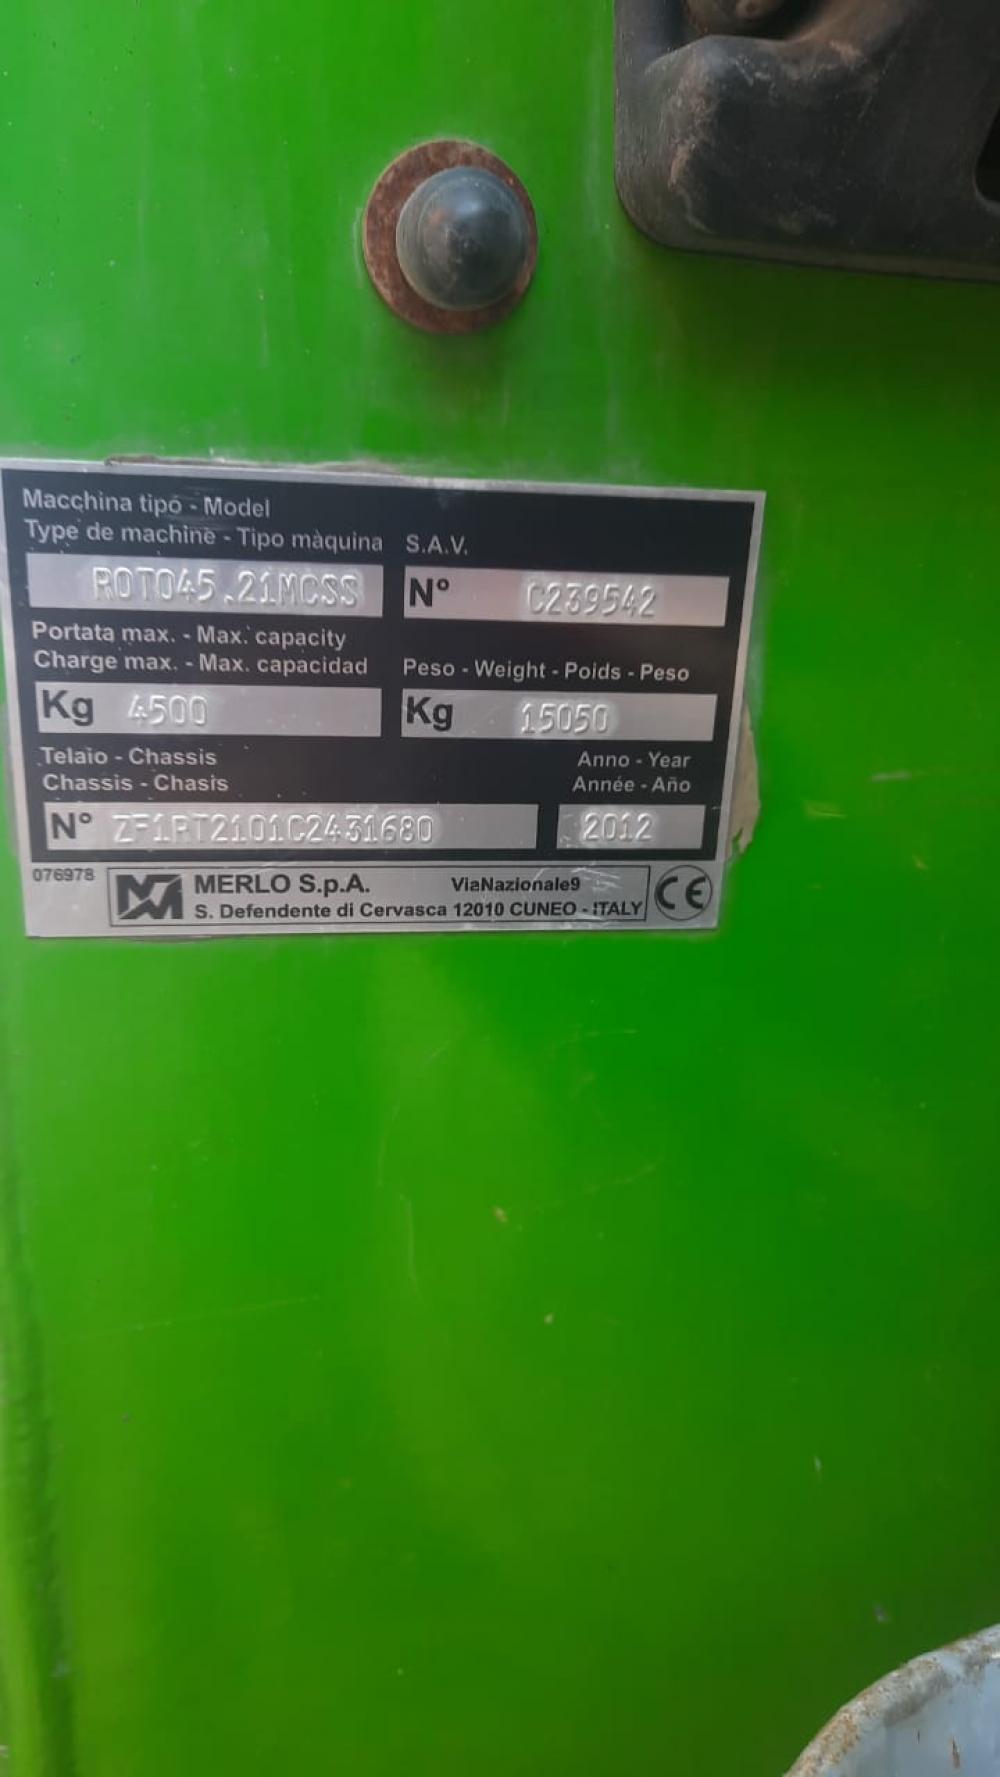 Macchina tipo - Model
Type de machine - Tipo màquina
S.A.V.
ROTO45.21MCSS
N° C239542
Portata max. - Max. capacity
Charge max. - Max. capacidad
Peso - Weight - Poids - Peso
Kg 4500
Kg 15050
Telaio - Chassis
Chassis - Chasis
Anno - Year
Année - Año
N° ZF1RT2101C2431680
2012
076978
MERLO S.p.A. ViaNazionale9
S. Defendente di Cervasca 12010 CUNEO - ITALY
CE